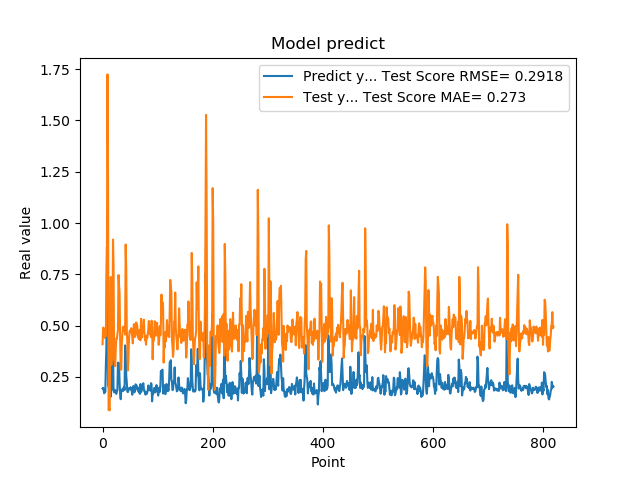 Model predict
Predict y... Test Score RMSE= 0.2918
Test y... Test Score MAE= 0.273
1.75
1.50
1.25
1.00
0.75
0.50
0.25
Real value
0 200 400 600 800
Point